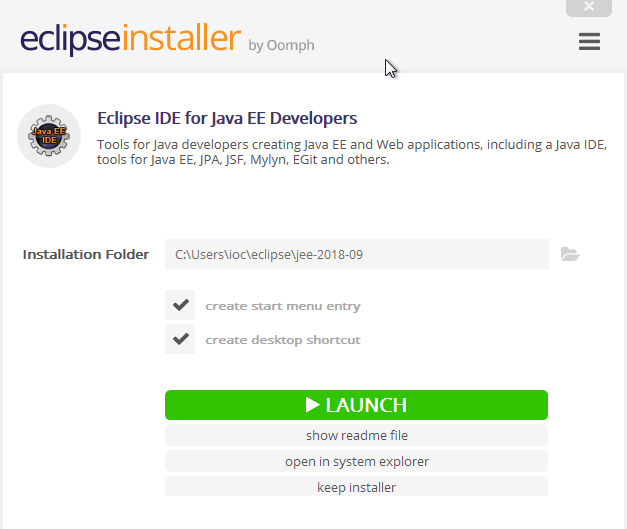 eclipseinstaller by Oomph
Java EE
IDE
Eclipse IDE for Java EE Developers
Tools for Java developers creating Java EE and Web applications, including a Java IDE,
tools for Java EE, JPA, JSF, Mylyn, EGit and others.
Installation Folder C:\Users\ioc\eclipse\jee-2018-09
create start menu entry
create desktop shortcut
LAUNCH
show readme file
open in system explorer
keep installer